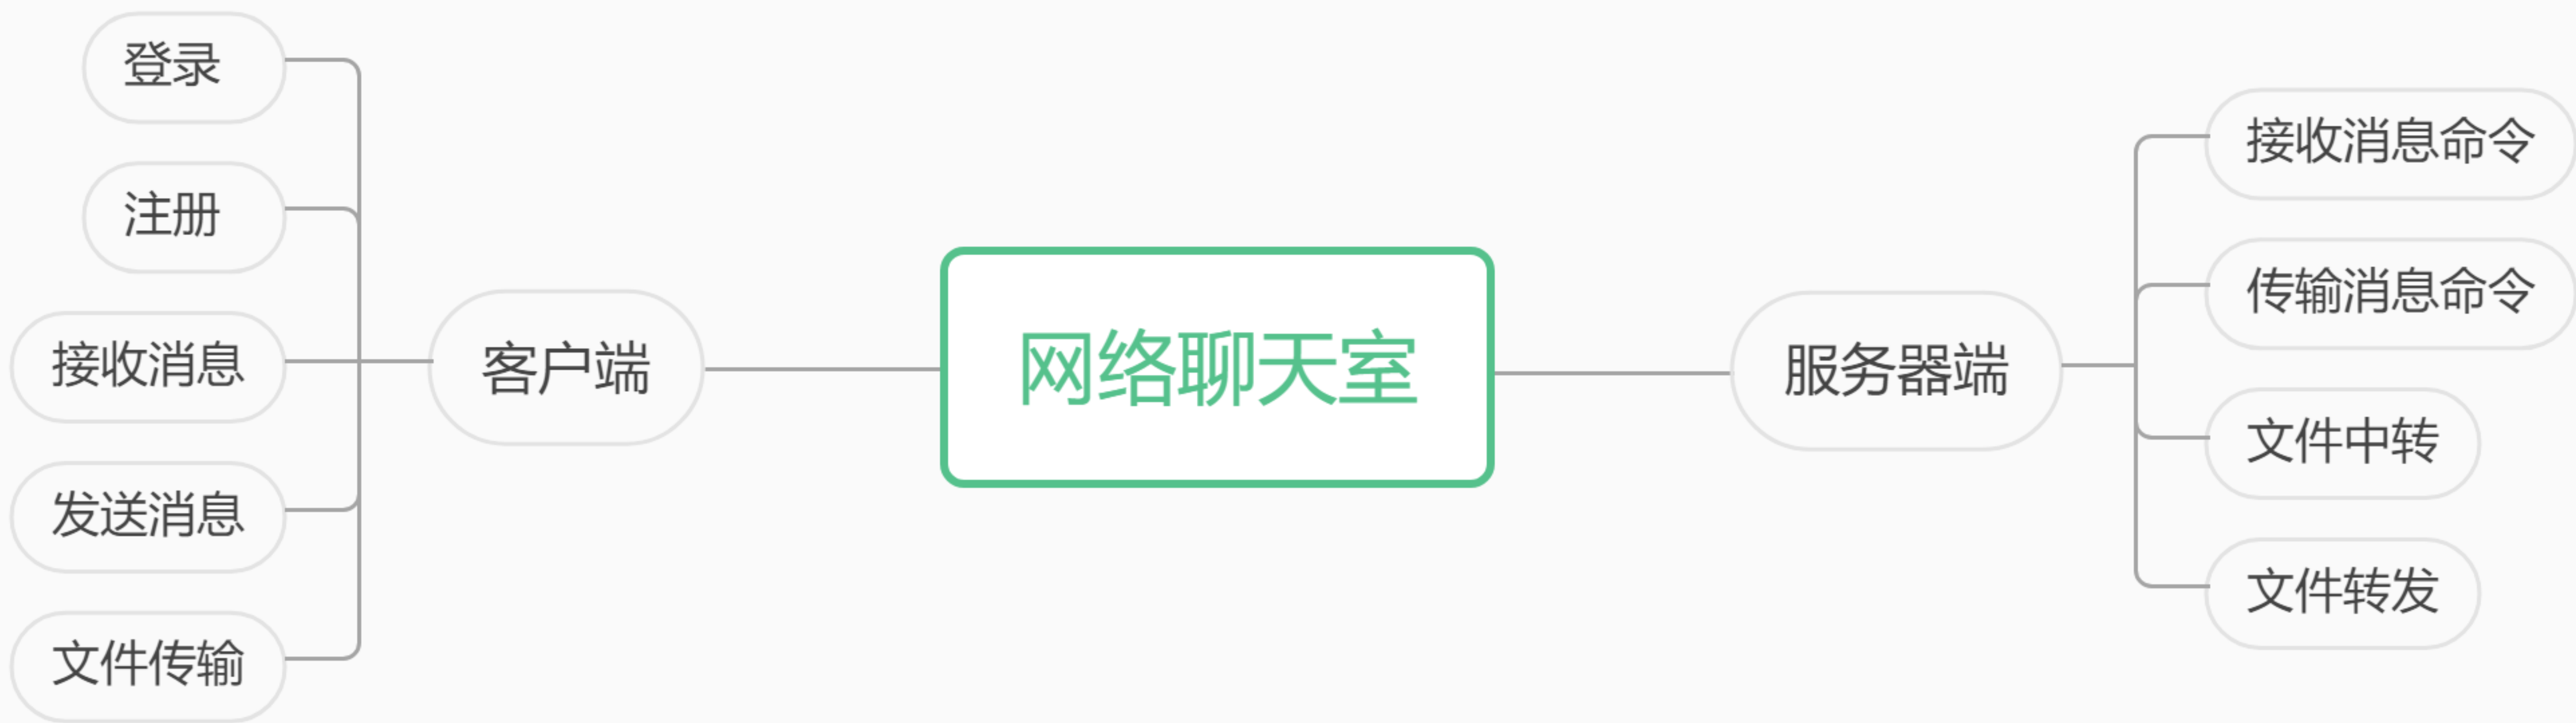 登录
注册
接收消息
发送消息
文件传输
客户端
网络聊天室
服务器端
接收消息命令
传输消息命令
文件中转
文件转发